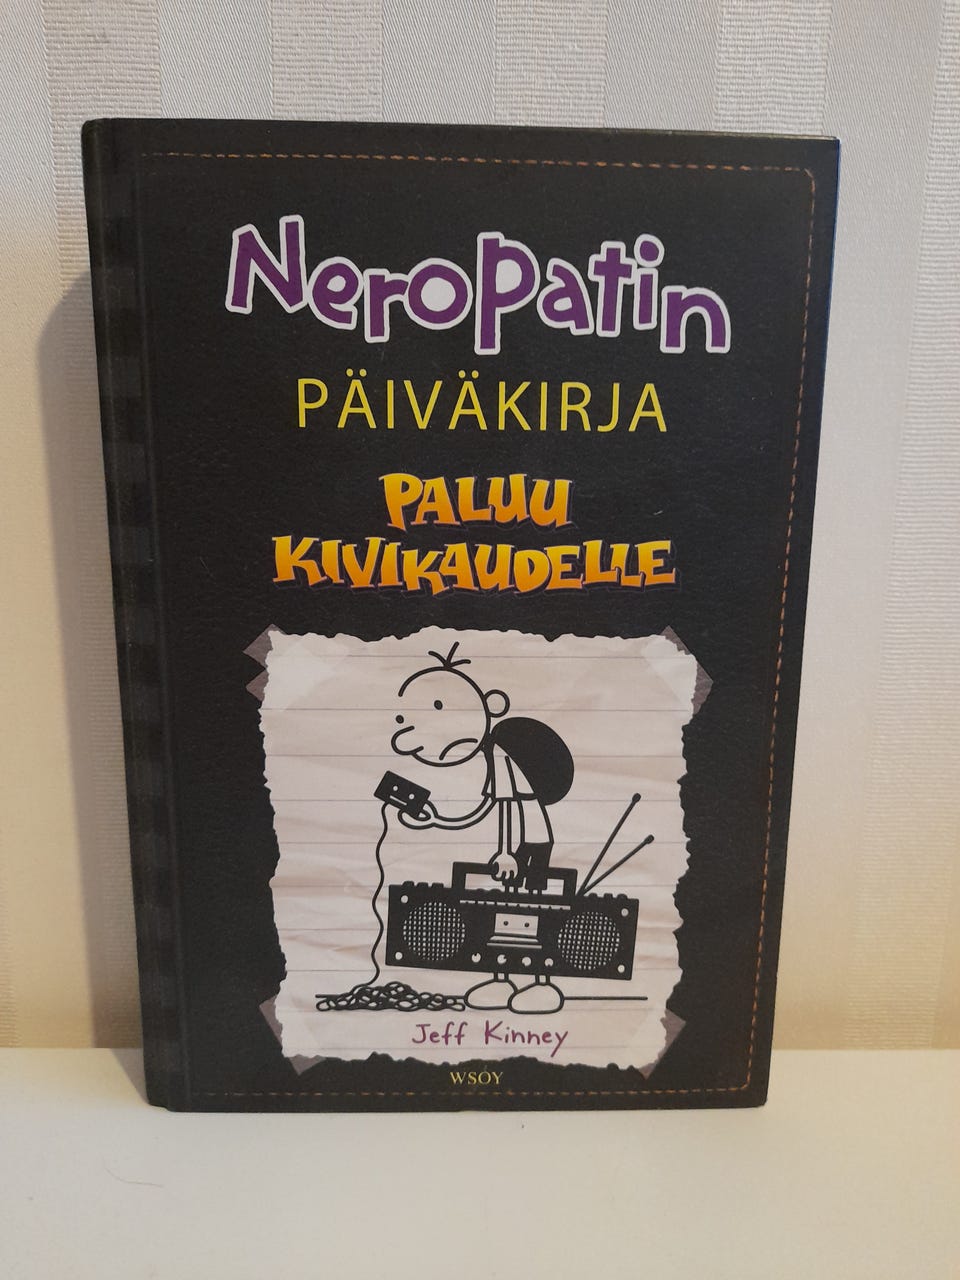 Neropatin
PÄIVÄKIRJA
PALUU
KIVIKAUDELLE
Jeff Kinney
WSOY